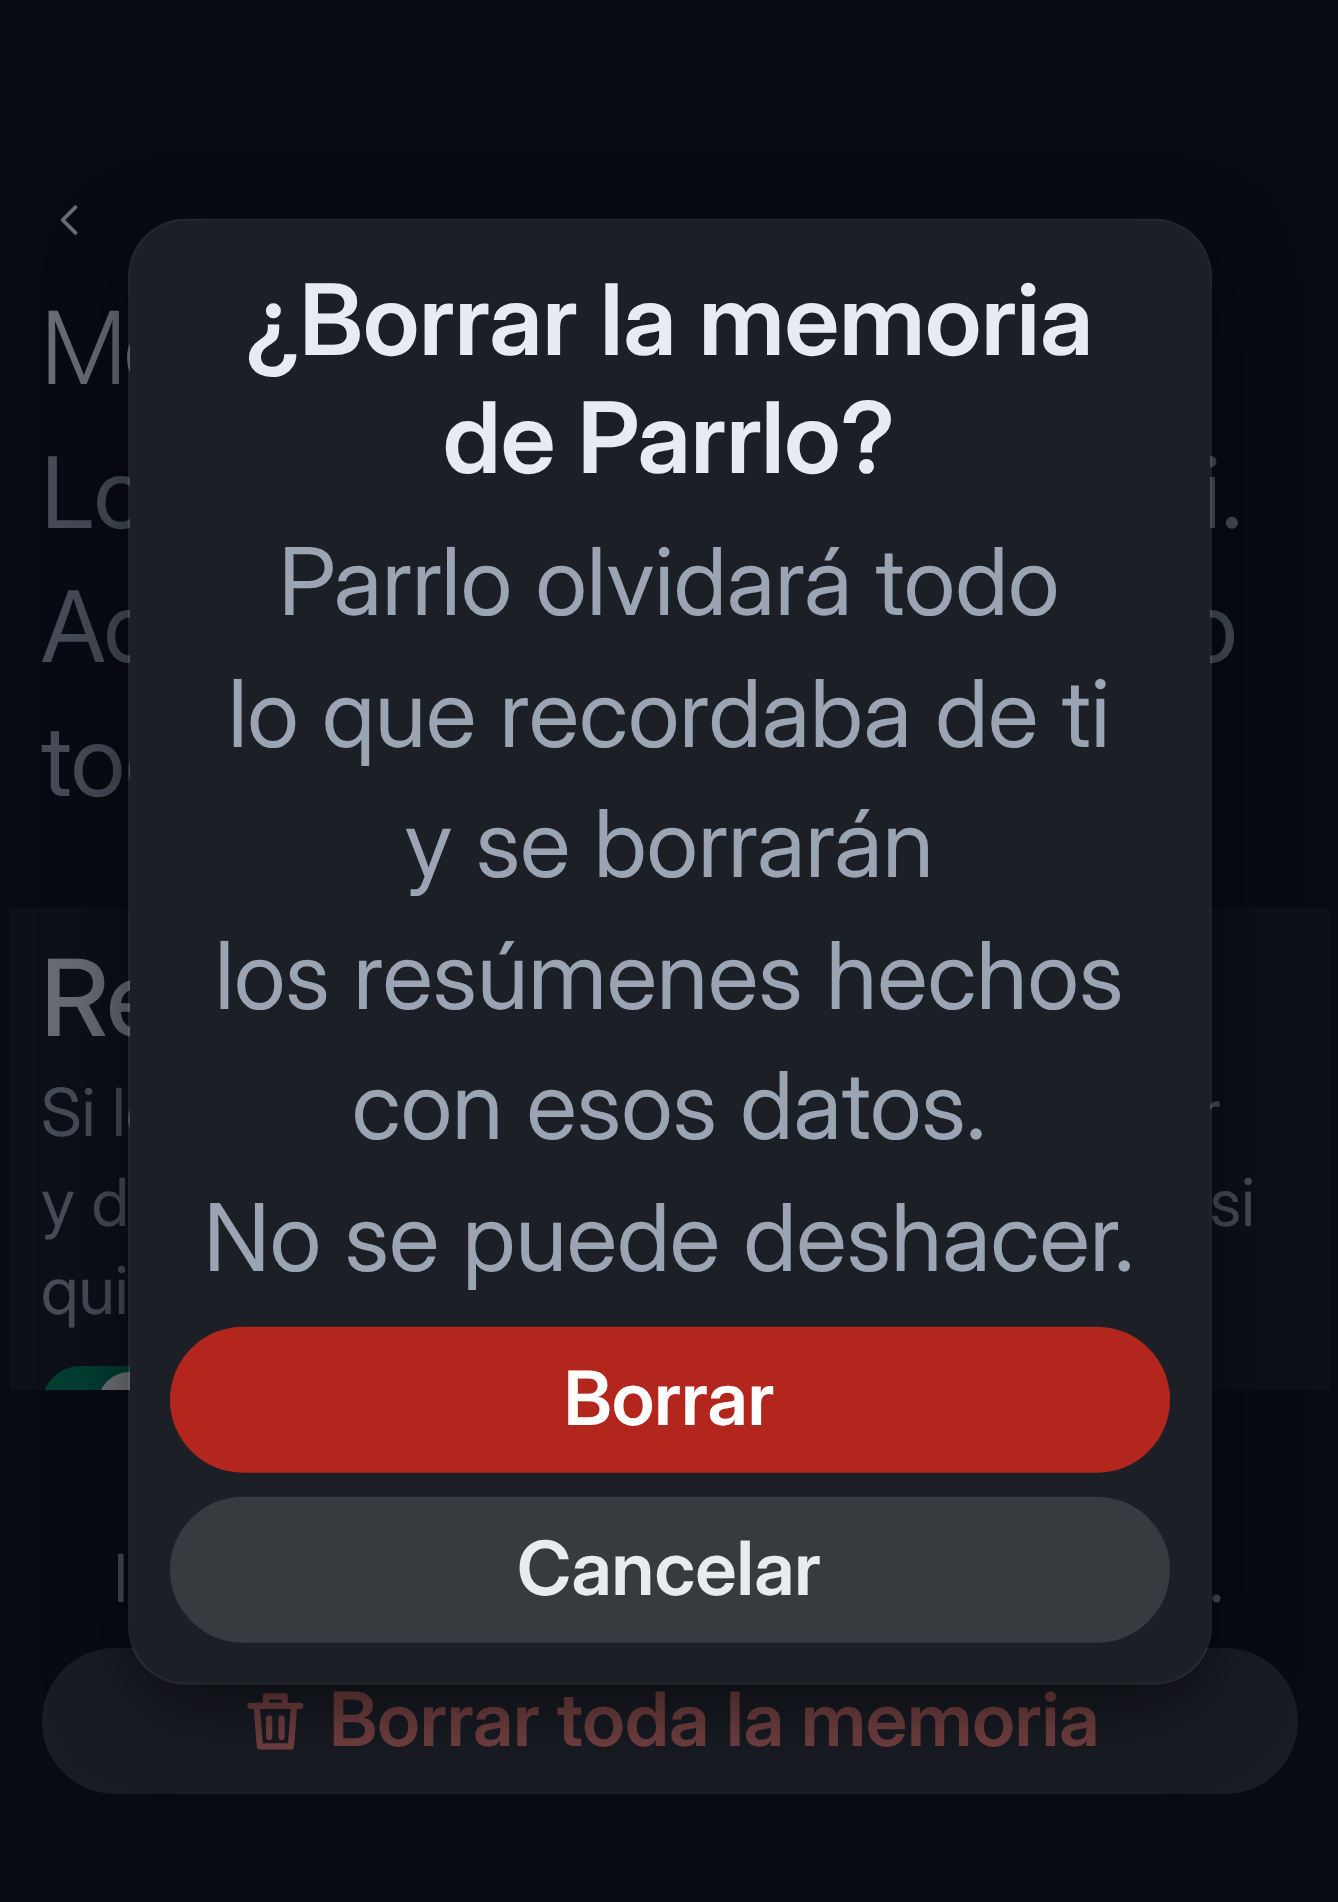 ¿Borrar la memoria
de Parrlo?
Parrlo olvidará todo
lo que recordaba de ti
y se borrarán
los resúmenes hechos
con esos datos.
No se puede deshacer.
Borrar
Cancelar
Borrar toda la memoria